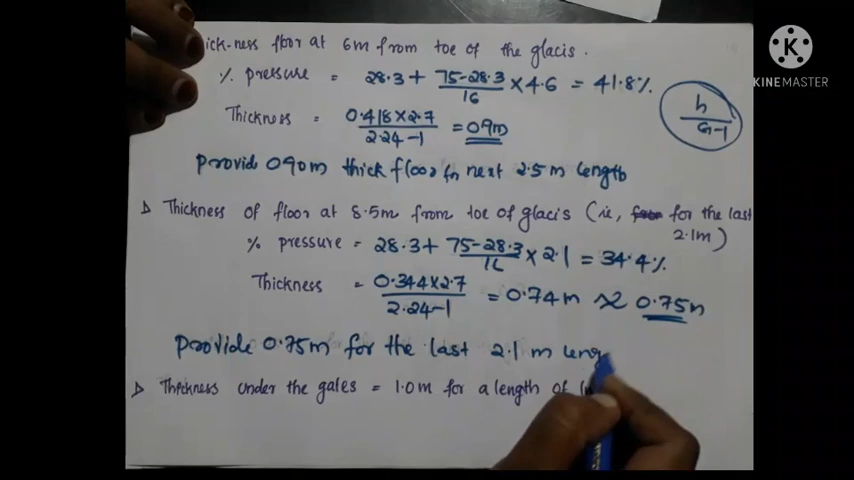 ick-ness floor at 6m from toe of the glacis.
% pressure = 28.3 + 75-28.3/16 × 4.6 = 41.8%.
Thickness = 0.418 × 2.7/2.24-1 = 0.9m
h/G-1
Provide 0.90m thick floor for next 2.5 m length
Thickness of floor at 8.5m from toe of glacis (ie, for the last 2.1m)
% pressure = 28.3 + 75-28.3/16 × 2.1 = 34.4%
Thickness = 0.344×2.7/2.24-1 = 0.74m ≈ 0.75m
Provide 0.75m for the last 2.1 m leng
Thickness under the gates = 1.0m for a length of
K
KINEMASTER